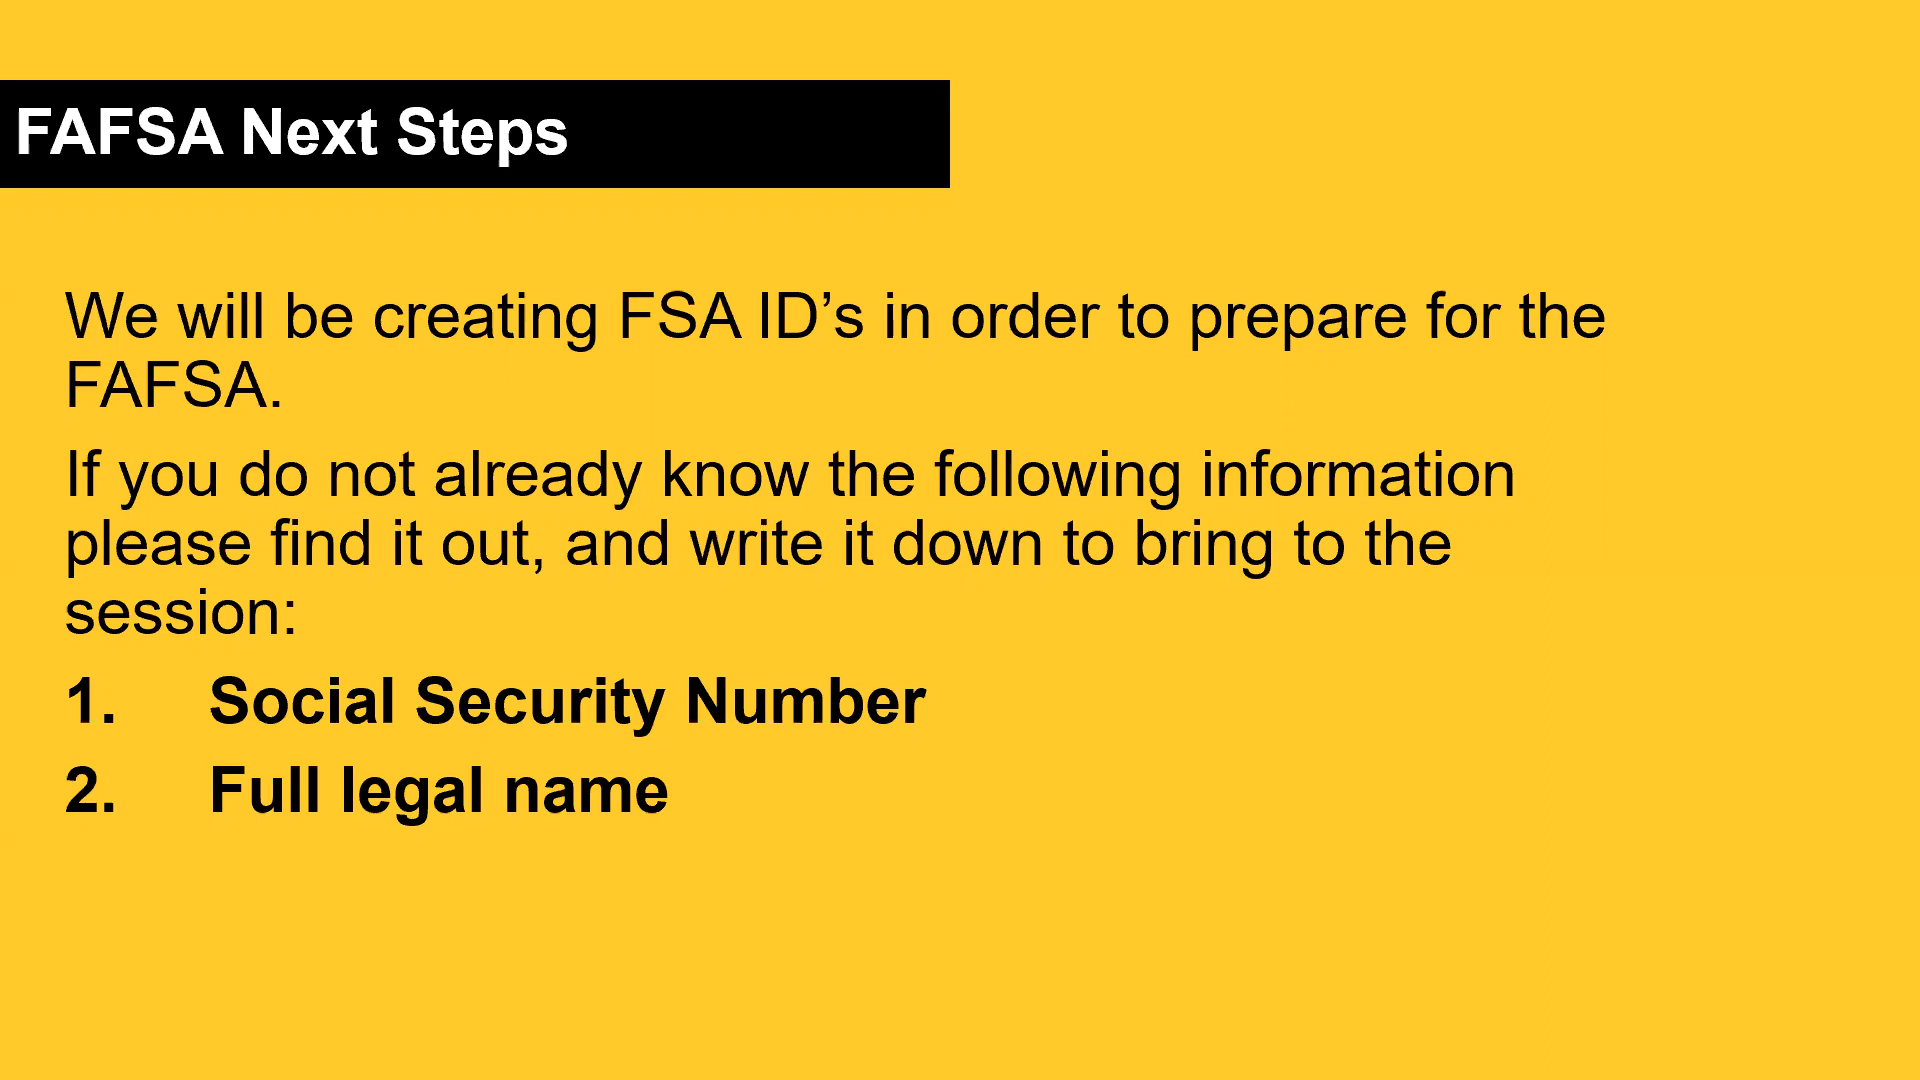 FAFSA Next Steps
We will be creating FSA ID’s in order to prepare for the
FAFSA.
If you do not already know the following information
please find it out, and write it down to bring to the
session:
1. Social Security Number
2. Full legal name